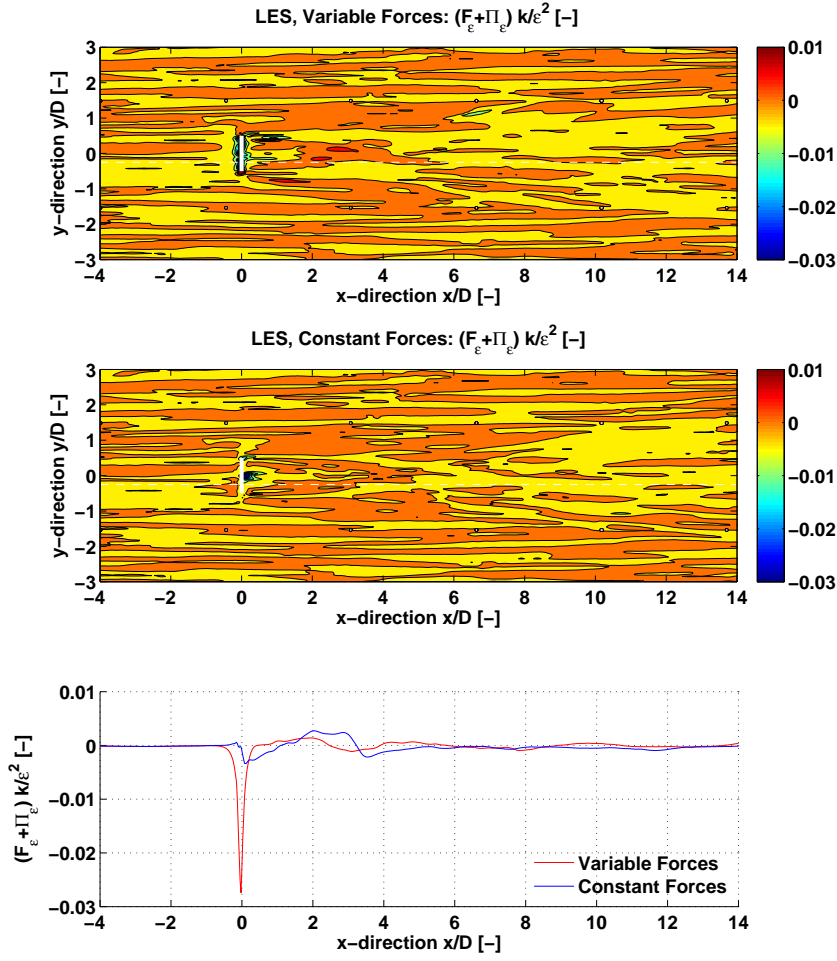 LES, Variable Forces: (F_ε+Π_ε) k/ε² [−]
3
2
1
0
−1
−2
−3
y−direction y/D [−]
−4 −2 0 2 4 6 8 10 12 14
x−direction x/D [−]
0.01
0
−0.01
−0.02
−0.03
LES, Constant Forces: (F_ε+Π_ε) k/ε² [−]
3
2
1
0
−1
−2
−3
y−direction y/D [−]
−4 −2 0 2 4 6 8 10 12 14
x−direction x/D [−]
0.01
0
−0.01
−0.02
−0.03
0.01
0
−0.01
−0.02
−0.03
(F_ε+Π_ε) k/ε² [−]
Variable Forces
Constant Forces
−4 −2 0 2 4 6 8 10 12 14
x−direction x/D [−]